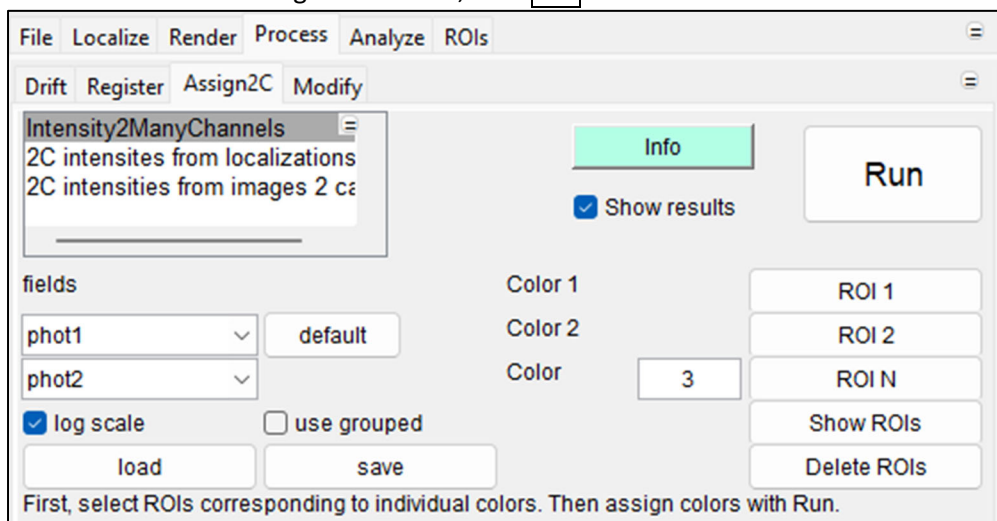 File Localize Render Process Analyze ROIs
Drift Register Assign2C Modify
Intensity2ManyChannels
2C intensites from localizations
2C intensities from images 2 ca
Info
Run
Show results
fields
Color 1
ROI 1
phot1
default
Color 2
ROI 2
phot2
Color
3
ROI N
log scale
use grouped
Show ROIs
load
save
Delete ROIs
First, select ROIs corresponding to individual colors. Then assign colors with Run.